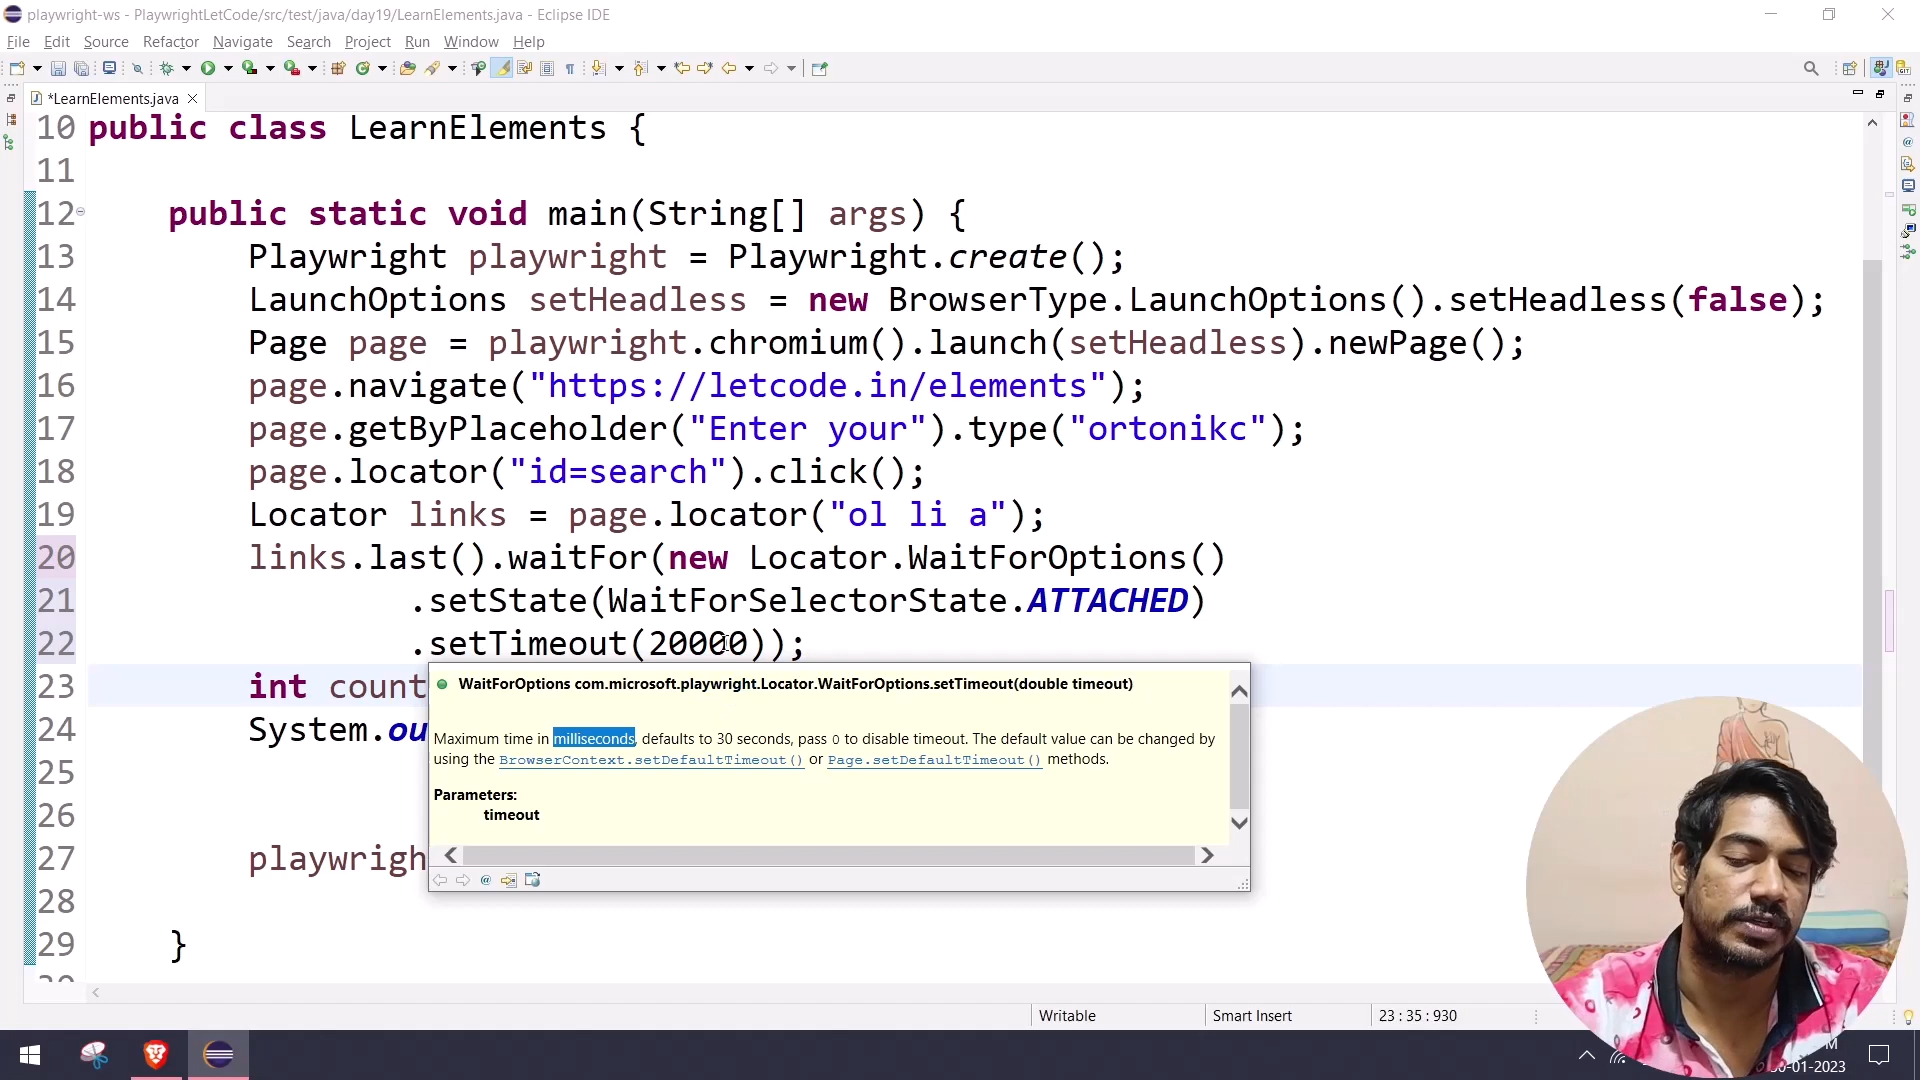 playwright-ws - PlaywrightLetCode/src/test/java/day19/LearnElements.java - Eclipse IDE
File Edit Source Refactor Navigate Search Project Run Window Help
*LearnElements.java
10 public class LearnElements {
11
12 public static void main(String[] args) {
13 Playwright playwright = Playwright.create();
14 LaunchOptions setHeadless = new BrowserType.LaunchOptions().setHeadless(false);
15 Page page = playwright.chromium().launch(setHeadless).newPage();
16 page.navigate("https://letcode.in/elements");
17 page.getByPlaceholder("Enter your").type("ortonikc");
18 page.locator("id=search").click();
19 Locator links = page.locator("ol li a");
20 links.last().waitFor(new Locator.WaitForOptions()
21 .setState(WaitForSelectorState.ATTACHED)
22 .setTimeout(20000));
23 int count
WaitForOptions com.microsoft.playwright.Locator.WaitForOptions.setTimeout(double timeout)
24 System.ou
Maximum time in milliseconds, defaults to 30 seconds, pass 0 to disable timeout. The default value can be changed by
using the BrowserContext.setDefaultTimeout() or Page.setDefaultTimeout() methods.
25
Parameters:
26
timeout
27 playwrigh
28
29 }
Writable Smart Insert 23 : 35 : 930
-01-2023